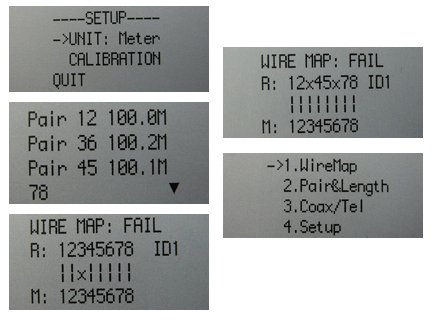 ----SETUP----
->UNIT: Meter
CALIBRATION
QUIT
Pair 12 100.0M
Pair 36 100.2M
Pair 45 100.1M
78 ▼
WIRE MAP: FAIL
R: 12345678 ID1
||x|||||
M: 12345678
WIRE MAP: FAIL
R: 12x45x78 ID1
||||||||
M: 12345678
->1.WireMap
2.Pair&Length
3.Coax/Tel
4.Setup